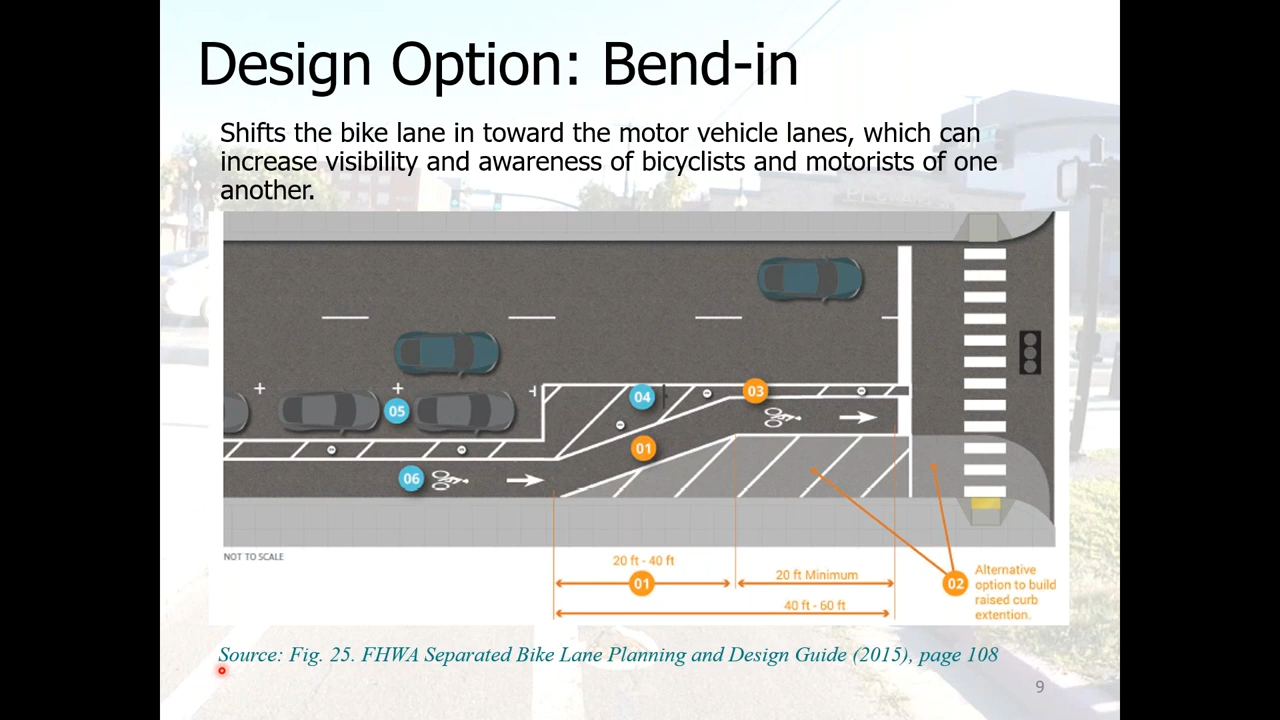 Design Option: Bend-in
Shifts the bike lane in toward the motor vehicle lanes, which can
increase visibility and awareness of bicyclists and motorists of one
another.
03
04
05
01
06
NOT TO SCALE
20 ft - 40 ft
01
20 ft Minimum
40 ft - 60 ft
02
Alternative
option to build
raised curb
extention.
Source: Fig. 25. FHWA Separated Bike Lane Planning and Design Guide (2015), page 108
9